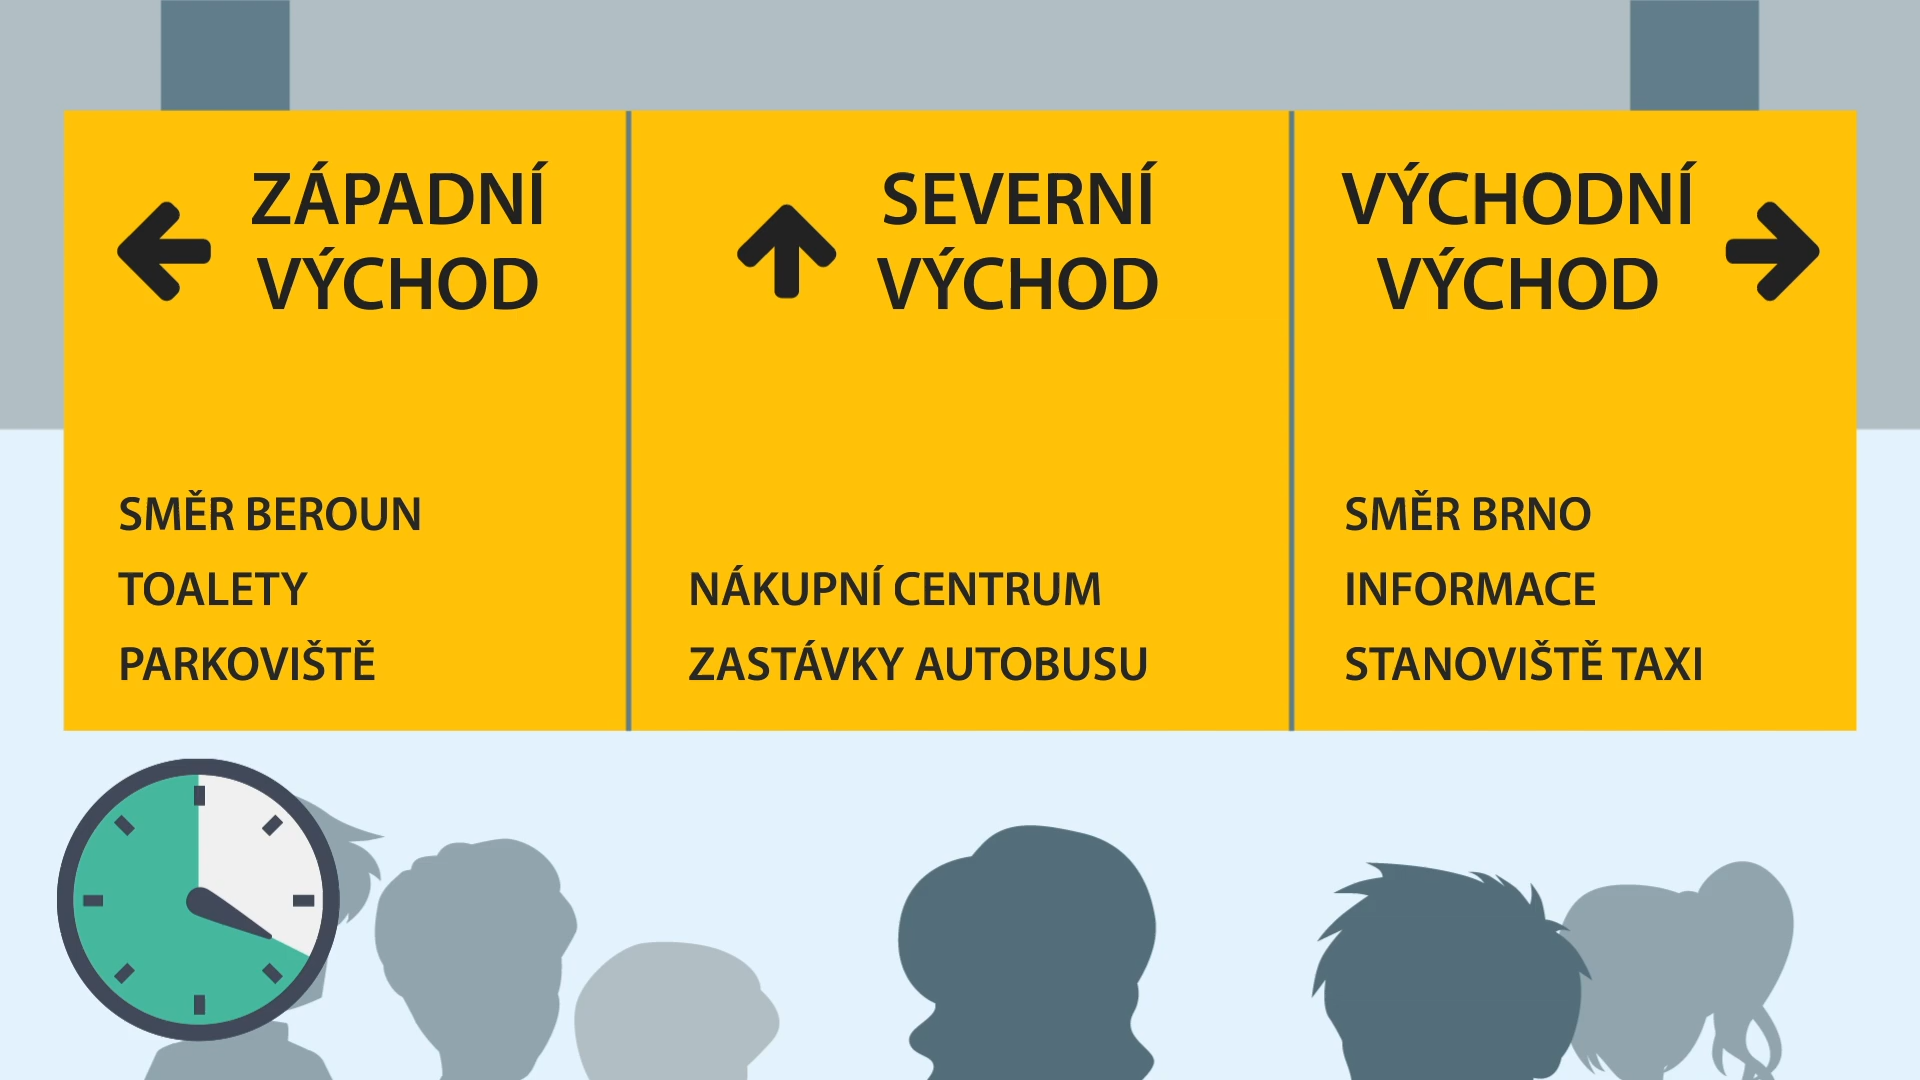 ZÁPADNÍ
VÝCHOD
SMĚR BEROUN
TOALETY
PARKOVIŠTĚ
SEVERNÍ
VÝCHOD
NÁKUPNÍ CENTRUM
ZASTÁVKY AUTOBUSU
VÝCHODNÍ
VÝCHOD
SMĚR BRNO
INFORMACE
STANOVIŠTĚ TAXI